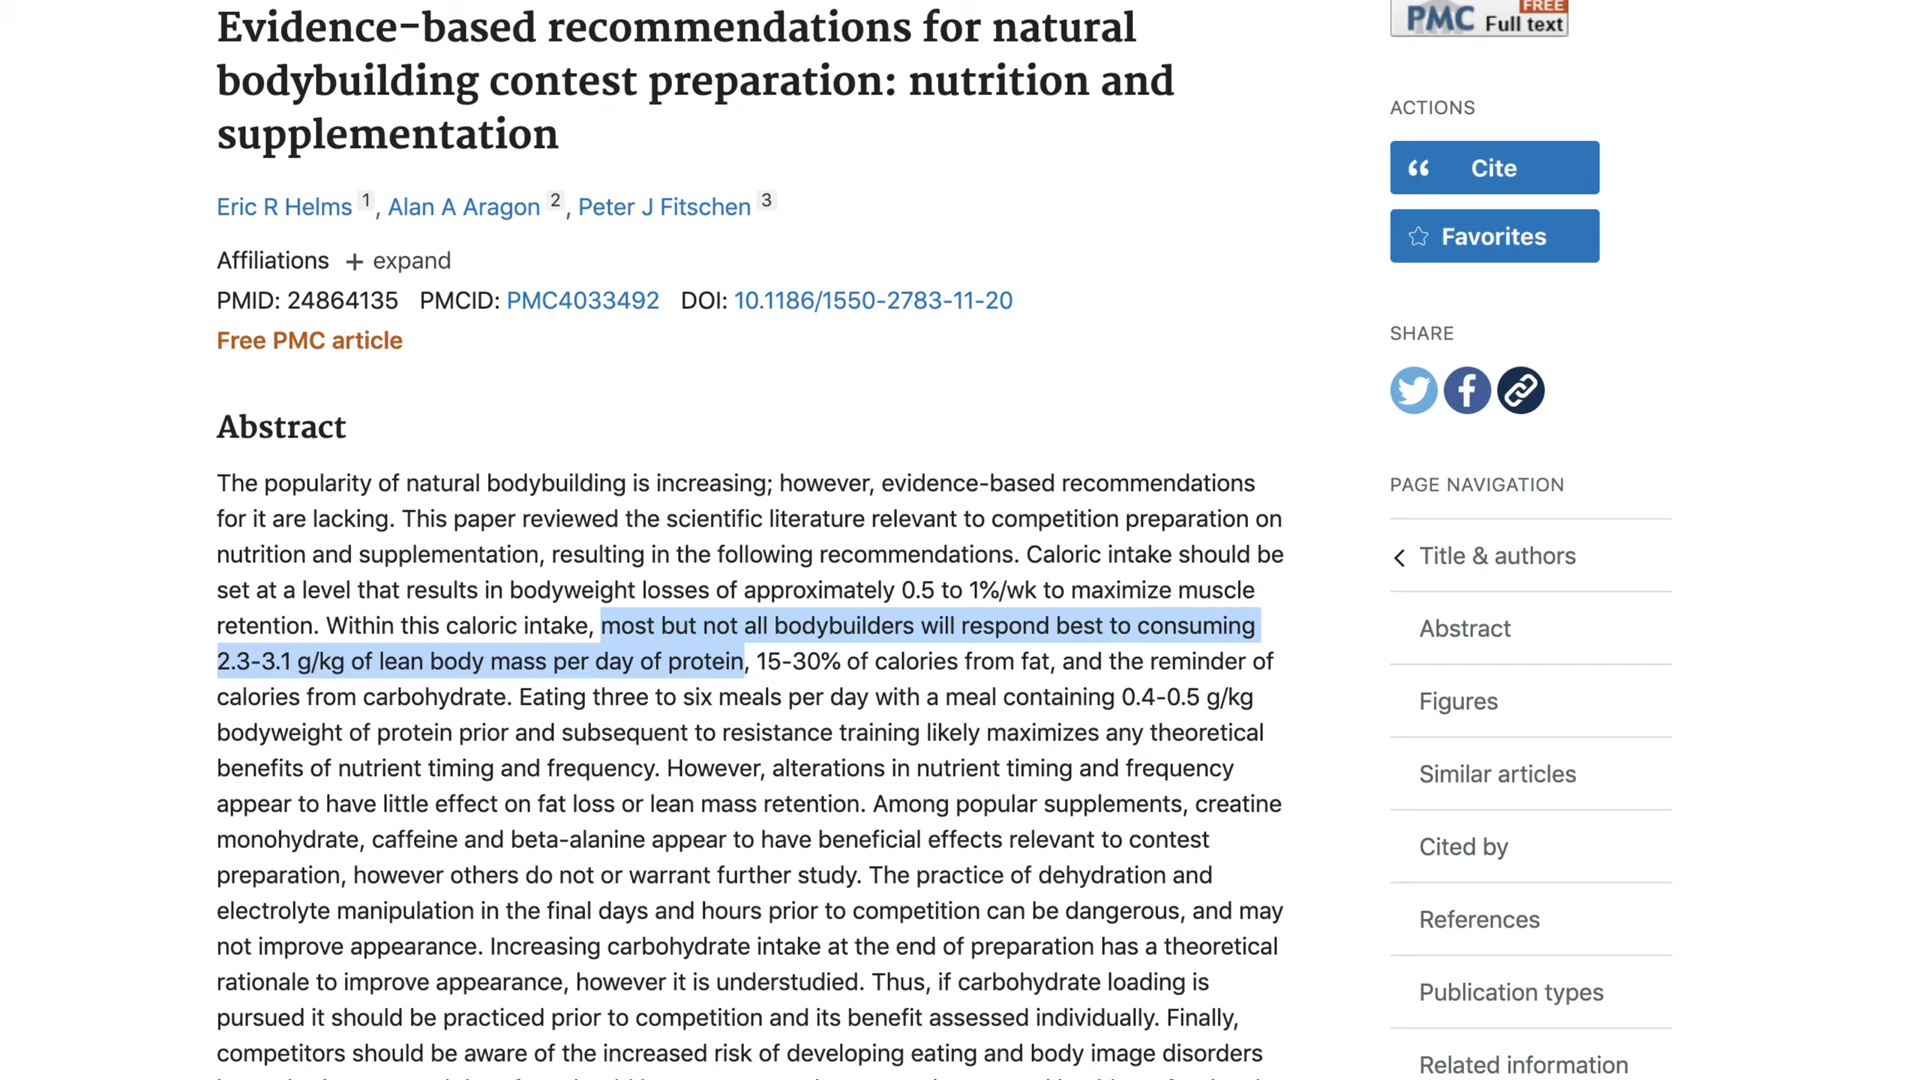 Evidence-based recommendations for natural
bodybuilding contest preparation: nutrition and
supplementation
Eric R Helms 1, Alan A Aragon 2, Peter J Fitschen 3
Affiliations + expand
PMID: 24864135 PMCID: PMC4033492 DOI: 10.1186/1550-2783-11-20
Free PMC article
Abstract
The popularity of natural bodybuilding is increasing; however, evidence-based recommendations
for it are lacking. This paper reviewed the scientific literature relevant to competition preparation on
nutrition and supplementation, resulting in the following recommendations. Caloric intake should be
set at a level that results in bodyweight losses of approximately 0.5 to 1%/wk to maximize muscle
retention. Within this caloric intake, most but not all bodybuilders will respond best to consuming
2.3-3.1 g/kg of lean body mass per day of protein, 15-30% of calories from fat, and the reminder of
calories from carbohydrate. Eating three to six meals per day with a meal containing 0.4-0.5 g/kg
bodyweight of protein prior and subsequent to resistance training likely maximizes any theoretical
benefits of nutrient timing and frequency. However, alterations in nutrient timing and frequency
appear to have little effect on fat loss or lean mass retention. Among popular supplements, creatine
monohydrate, caffeine and beta-alanine appear to have beneficial effects relevant to contest
preparation, however others do not or warrant further study. The practice of dehydration and
electrolyte manipulation in the final days and hours prior to competition can be dangerous, and may
not improve appearance. Increasing carbohydrate intake at the end of preparation has a theoretical
rationale to improve appearance, however it is understudied. Thus, if carbohydrate loading is
pursued it should be practiced prior to competition and its benefit assessed individually. Finally,
competitors should be aware of the increased risk of developing eating and body image disorders
FREE
PMC Full text
ACTIONS
Cite
Favorites
SHARE
PAGE NAVIGATION
Title & authors
Abstract
Figures
Similar articles
Cited by
References
Publication types
Related information